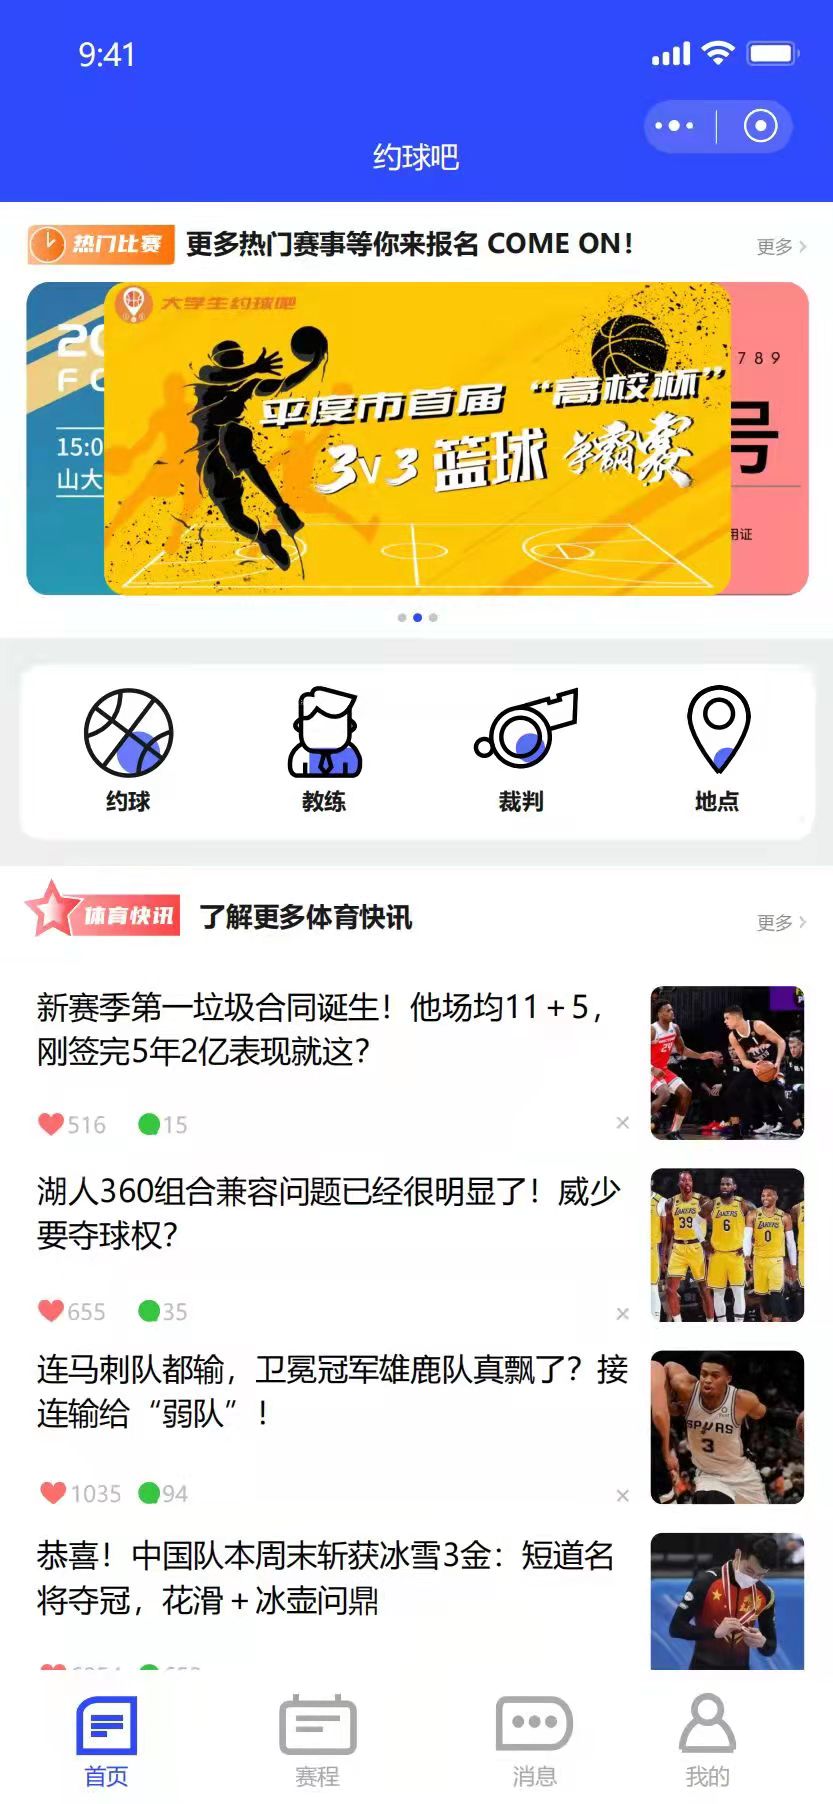 9:41
约球吧
热门比赛 更多热门赛事等你来报名 COME ON！ 更多
大学生约球吧
平度市首届“高校杯”
3V3篮球争霸赛
15:0
山大
789
号
用证
约球 教练 裁判 地点
体育快讯 了解更多体育快讯 更多
新赛季第一垃圾合同诞生！他场均11＋5，
刚签完5年2亿表现就这？
516 15
湖人360组合兼容问题已经很明显了！威少
要夺球权？
655 35
LAKERS 39
LAKERS 6
LAKERS 0
连马刺队都输，卫冕冠军雄鹿队真飘了？接
连输给“弱队”！
1035 94
SPURS
3
恭喜！中国队本周末斩获冰雪3金：短道名
将夺冠，花滑＋冰壶问鼎
首页 赛程 消息 我的